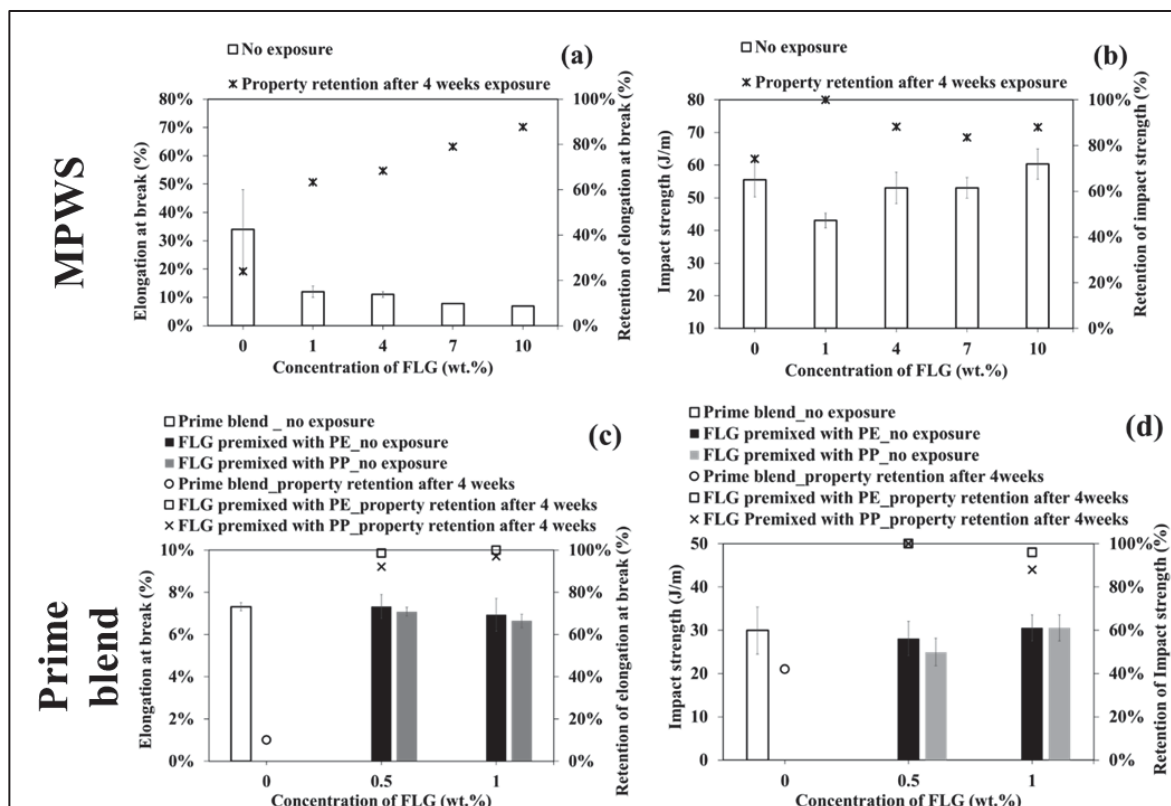 MPWS
No exposure
(a)
Property retention after 4 weeks exposure
80%
70%
60%
50%
40%
30%
20%
10%
0%
Elongation at break (%)
100%
80%
60%
40%
20%
0%
Retention of elongation at break (%)
0 1 4 7 10
Concentration of FLG (wt.%)
No exposure
(b)
Property retention after 4 weeks exposure
80
70
60
50
40
30
20
10
Impact strength (J/m)
100%
80%
60%
40%
20%
0%
Retention of impact strength (%)
0 1 4 7 10
Concentration of FLG (wt.%)
Prime
blend
Prime blend _ no exposure
(c)
FLG premixed with PE_no exposure
FLG premixed with PP_no exposure
Prime blend_property retention after 4 weeks
FLG premixed with PE_property retention after 4 weeks
FLG premixed with PP_property retention after 4 weeks
10%
8%
6%
4%
2%
0%
Elongation at break (%)
100%
80%
60%
40%
20%
0%
Retention of elongation at break (%)
0 0.5 1
Concentration of FLG (wt.%)
Prime blend_no exposure
(d)
FLG premixed with PE_no exposure
FLG premixed with PP_no exposure
Prime blend_property retention after 4weeks
FLG premixed with PE_property retention after 4weeks
FLG Premixed with PP_property retention after 4weeks
50
40
30
20
10
0
Impact strength (J/m)
100%
80%
60%
40%
20%
0%
Retention of Impact strength (%)
0 0.5 1
Concentration of FLG (wt.%)